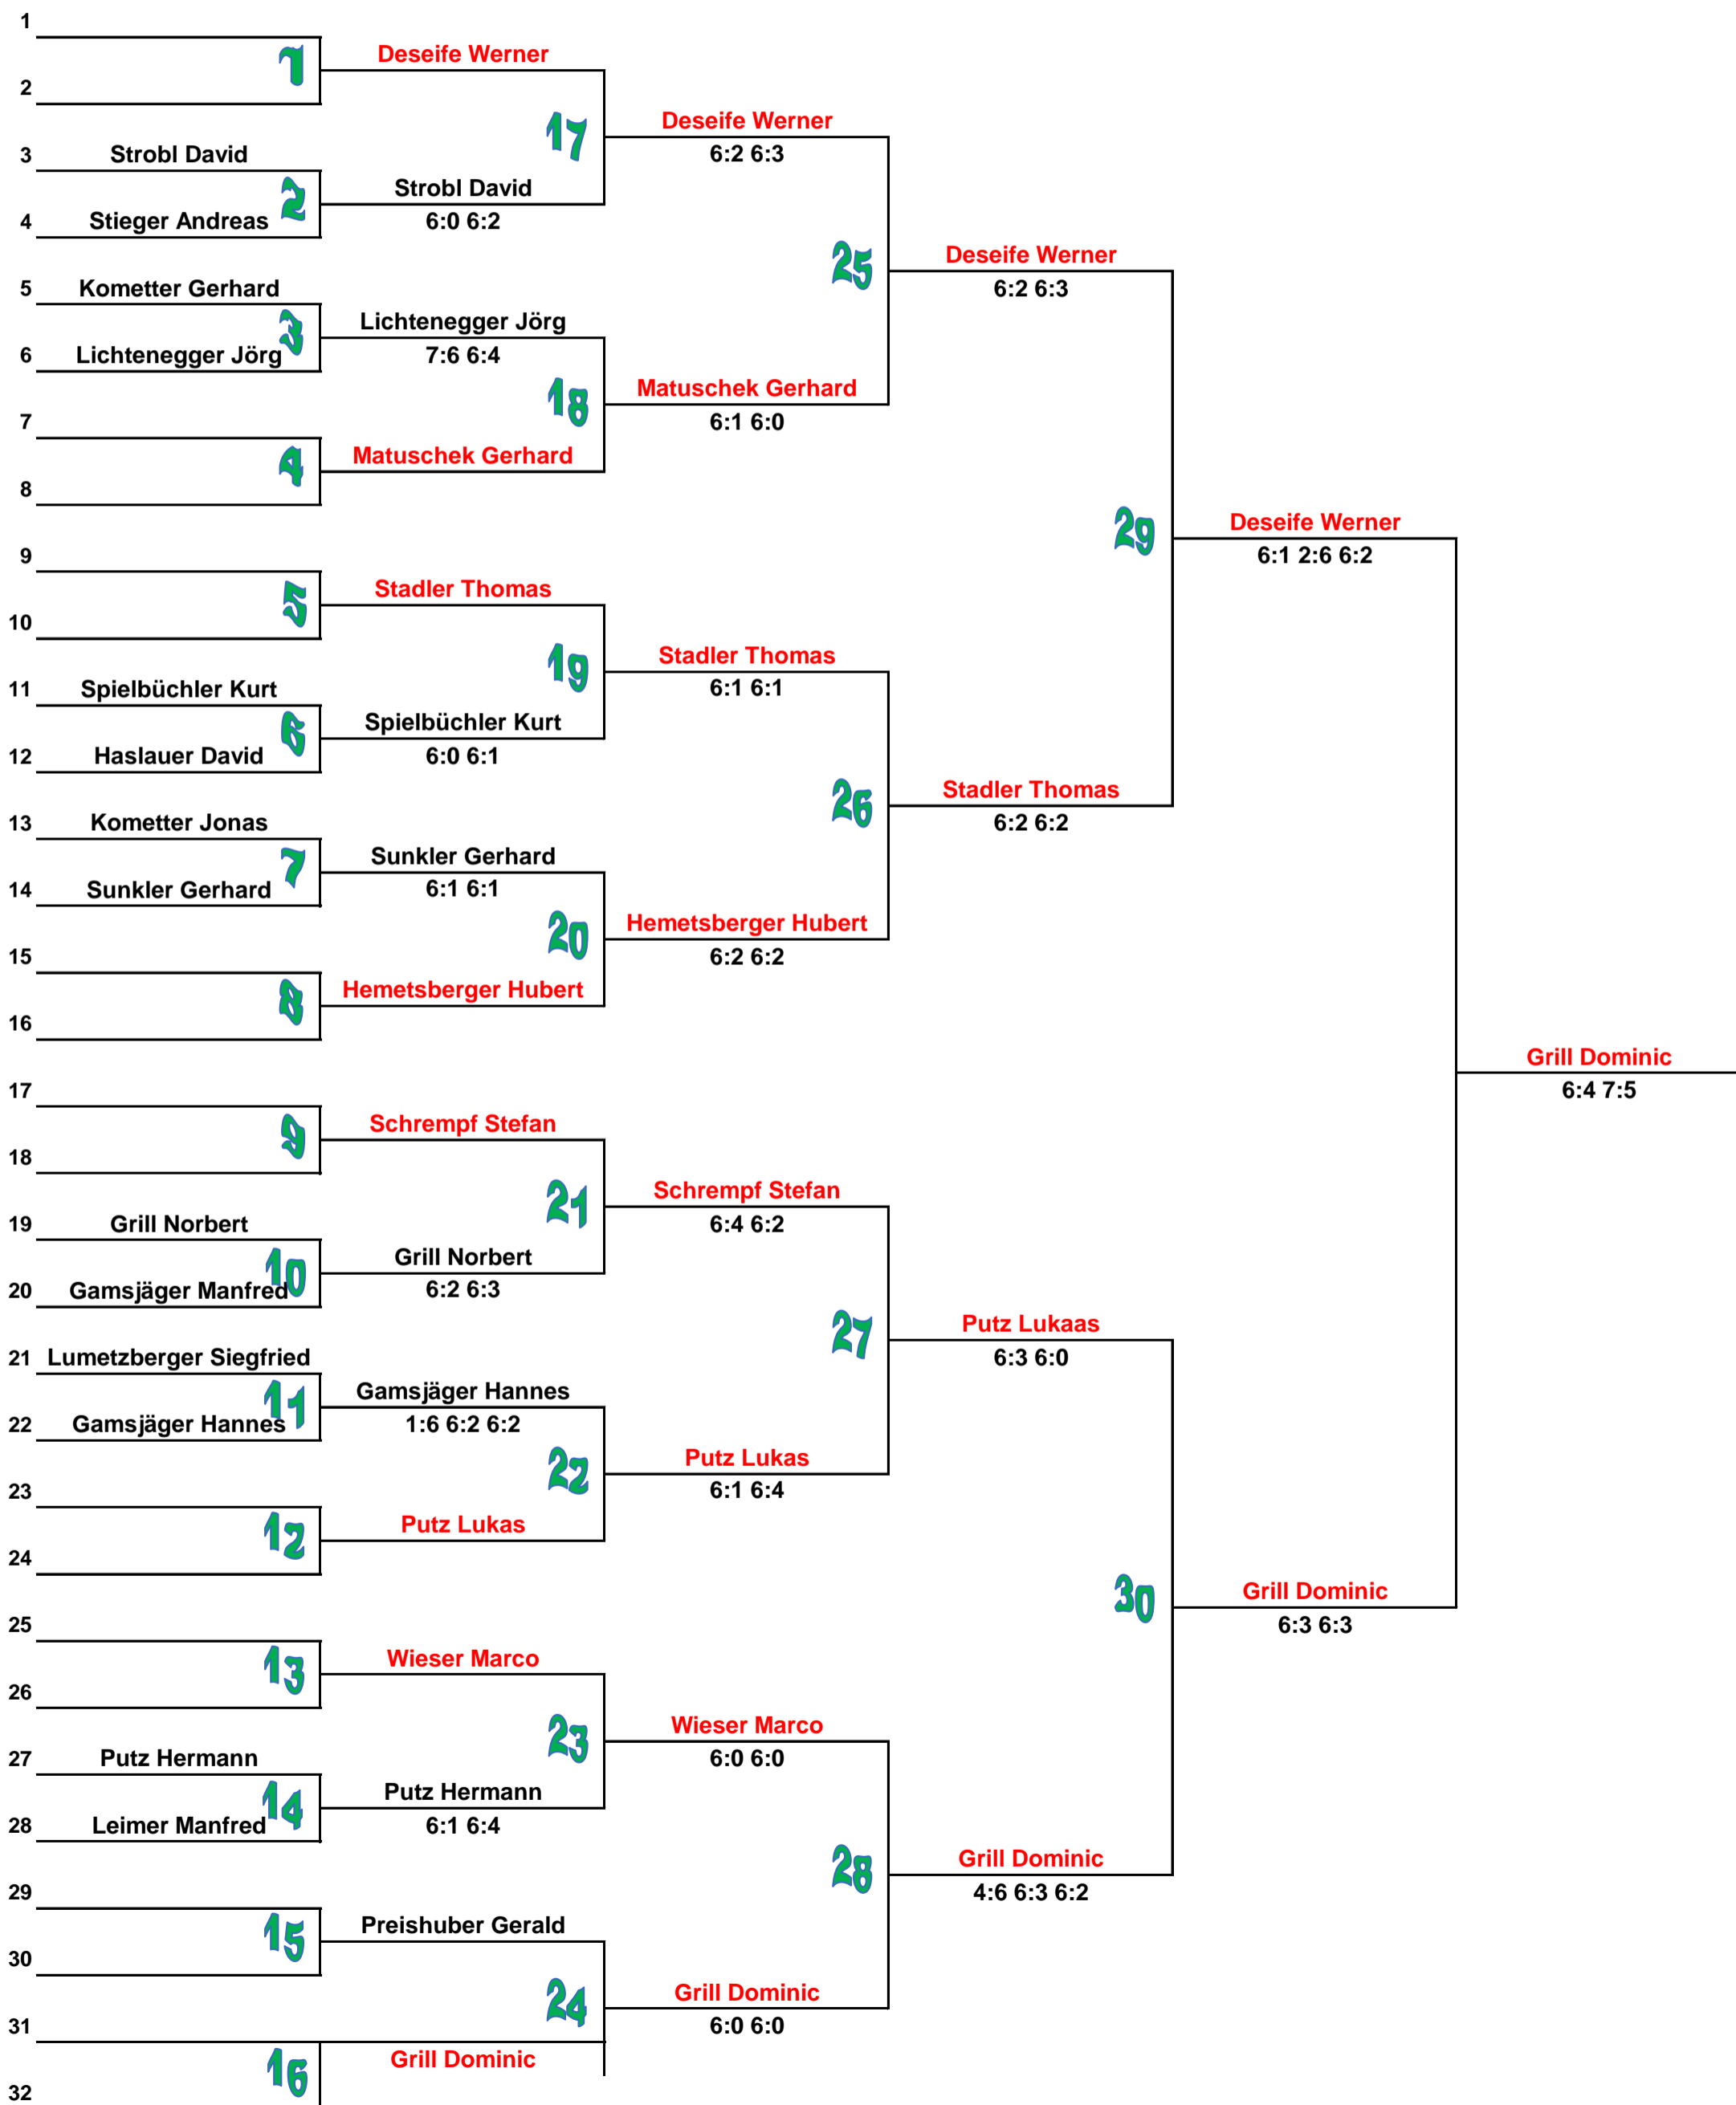 1
Deseife Werner
1
2
17
Deseife Werner
6:2 6:3
3 Strobl David
2
Strobl David
6:0 6:2
4 Stieger Andreas
25
Deseife Werner
6:2 6:3
5 Kometter Gerhard
3
Lichtenegger Jörg
7:6 6:4
6 Lichtenegger Jörg
18
Matuschek Gerhard
6:1 6:0
7
4
Matuschek Gerhard
8
29
Deseife Werner
6:1 2:6 6:2
9
5
Stadler Thomas
10
19
Stadler Thomas
6:1 6:1
11 Spielbüchler Kurt
6
Spielbüchler Kurt
6:0 6:1
12 Haslauer David
26
Stadler Thomas
6:2 6:2
13 Kometter Jonas
7
Sunkler Gerhard
6:1 6:1
14 Sunkler Gerhard
20
Hemetsberger Hubert
6:2 6:2
15
8
Hemetsberger Hubert
16
Grill Dominic
6:4 7:5
17
9
Schrempf Stefan
18
21
Schrempf Stefan
6:4 6:2
19 Grill Norbert
10
Grill Norbert
6:2 6:3
20 Gamsjäger Manfred
27
Putz Lukaas
6:3 6:0
21 Lumetzberger Siegfried
11
Gamsjäger Hannes
1:6 6:2 6:2
22 Gamsjäger Hannes
22
Putz Lukas
6:1 6:4
23
12
Putz Lukas
24
30
Grill Dominic
6:3 6:3
25
13
Wieser Marco
26
23
Wieser Marco
6:0 6:0
27 Putz Hermann
14
Putz Hermann
6:1 6:4
28 Leimer Manfred
28
Grill Dominic
4:6 6:3 6:2
29
15
Preishuber Gerald
30
24
Grill Dominic
6:0 6:0
31
16
Grill Dominic
32